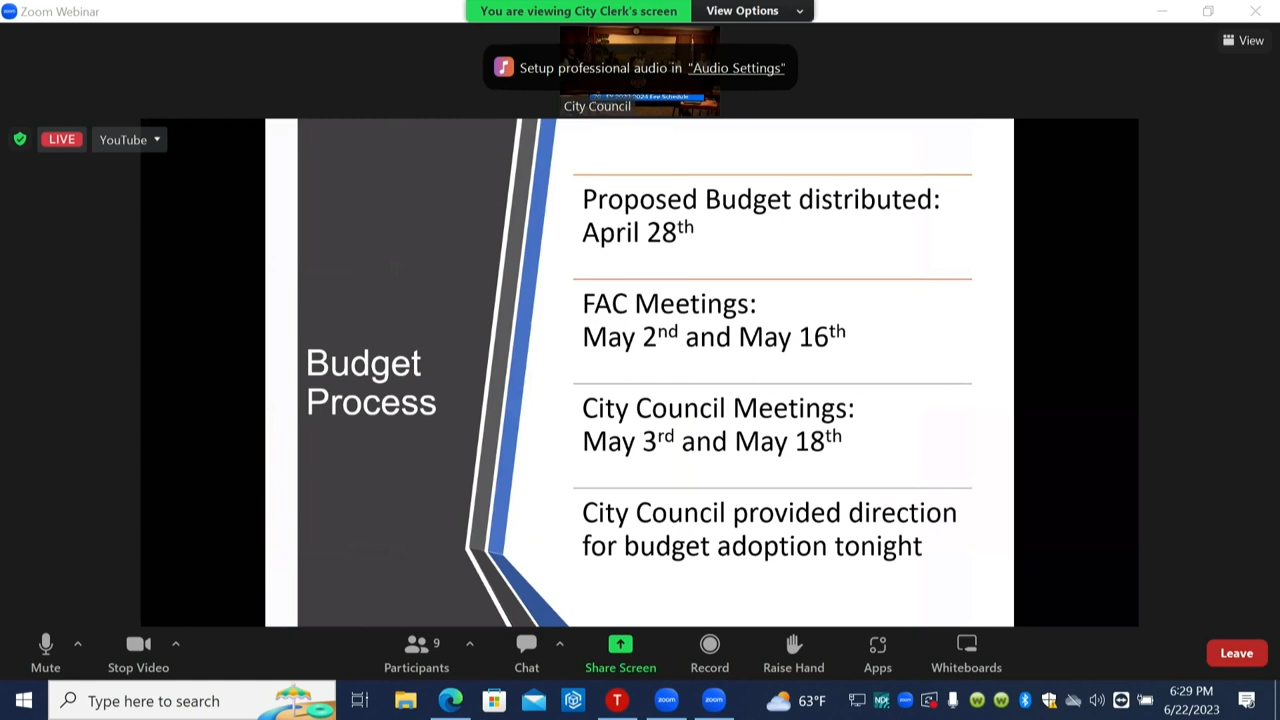 Zoom Webinar
You are viewing City Clerk's screen
View Options
View
Setup professional audio in "Audio Settings"
2024 Fee Schedule
City Council
LIVE
YouTube
Proposed Budget distributed:
April 28th
FAC Meetings:
May 2nd and May 16th
Budget
Process
City Council Meetings:
May 3rd and May 18th
City Council provided direction
for budget adoption tonight
9
Mute
Stop Video
Participants
Chat
Share Screen
Record
Raise Hand
Apps
Whiteboards
Leave
Type here to search
63°F
6:29 PM
6/22/2023